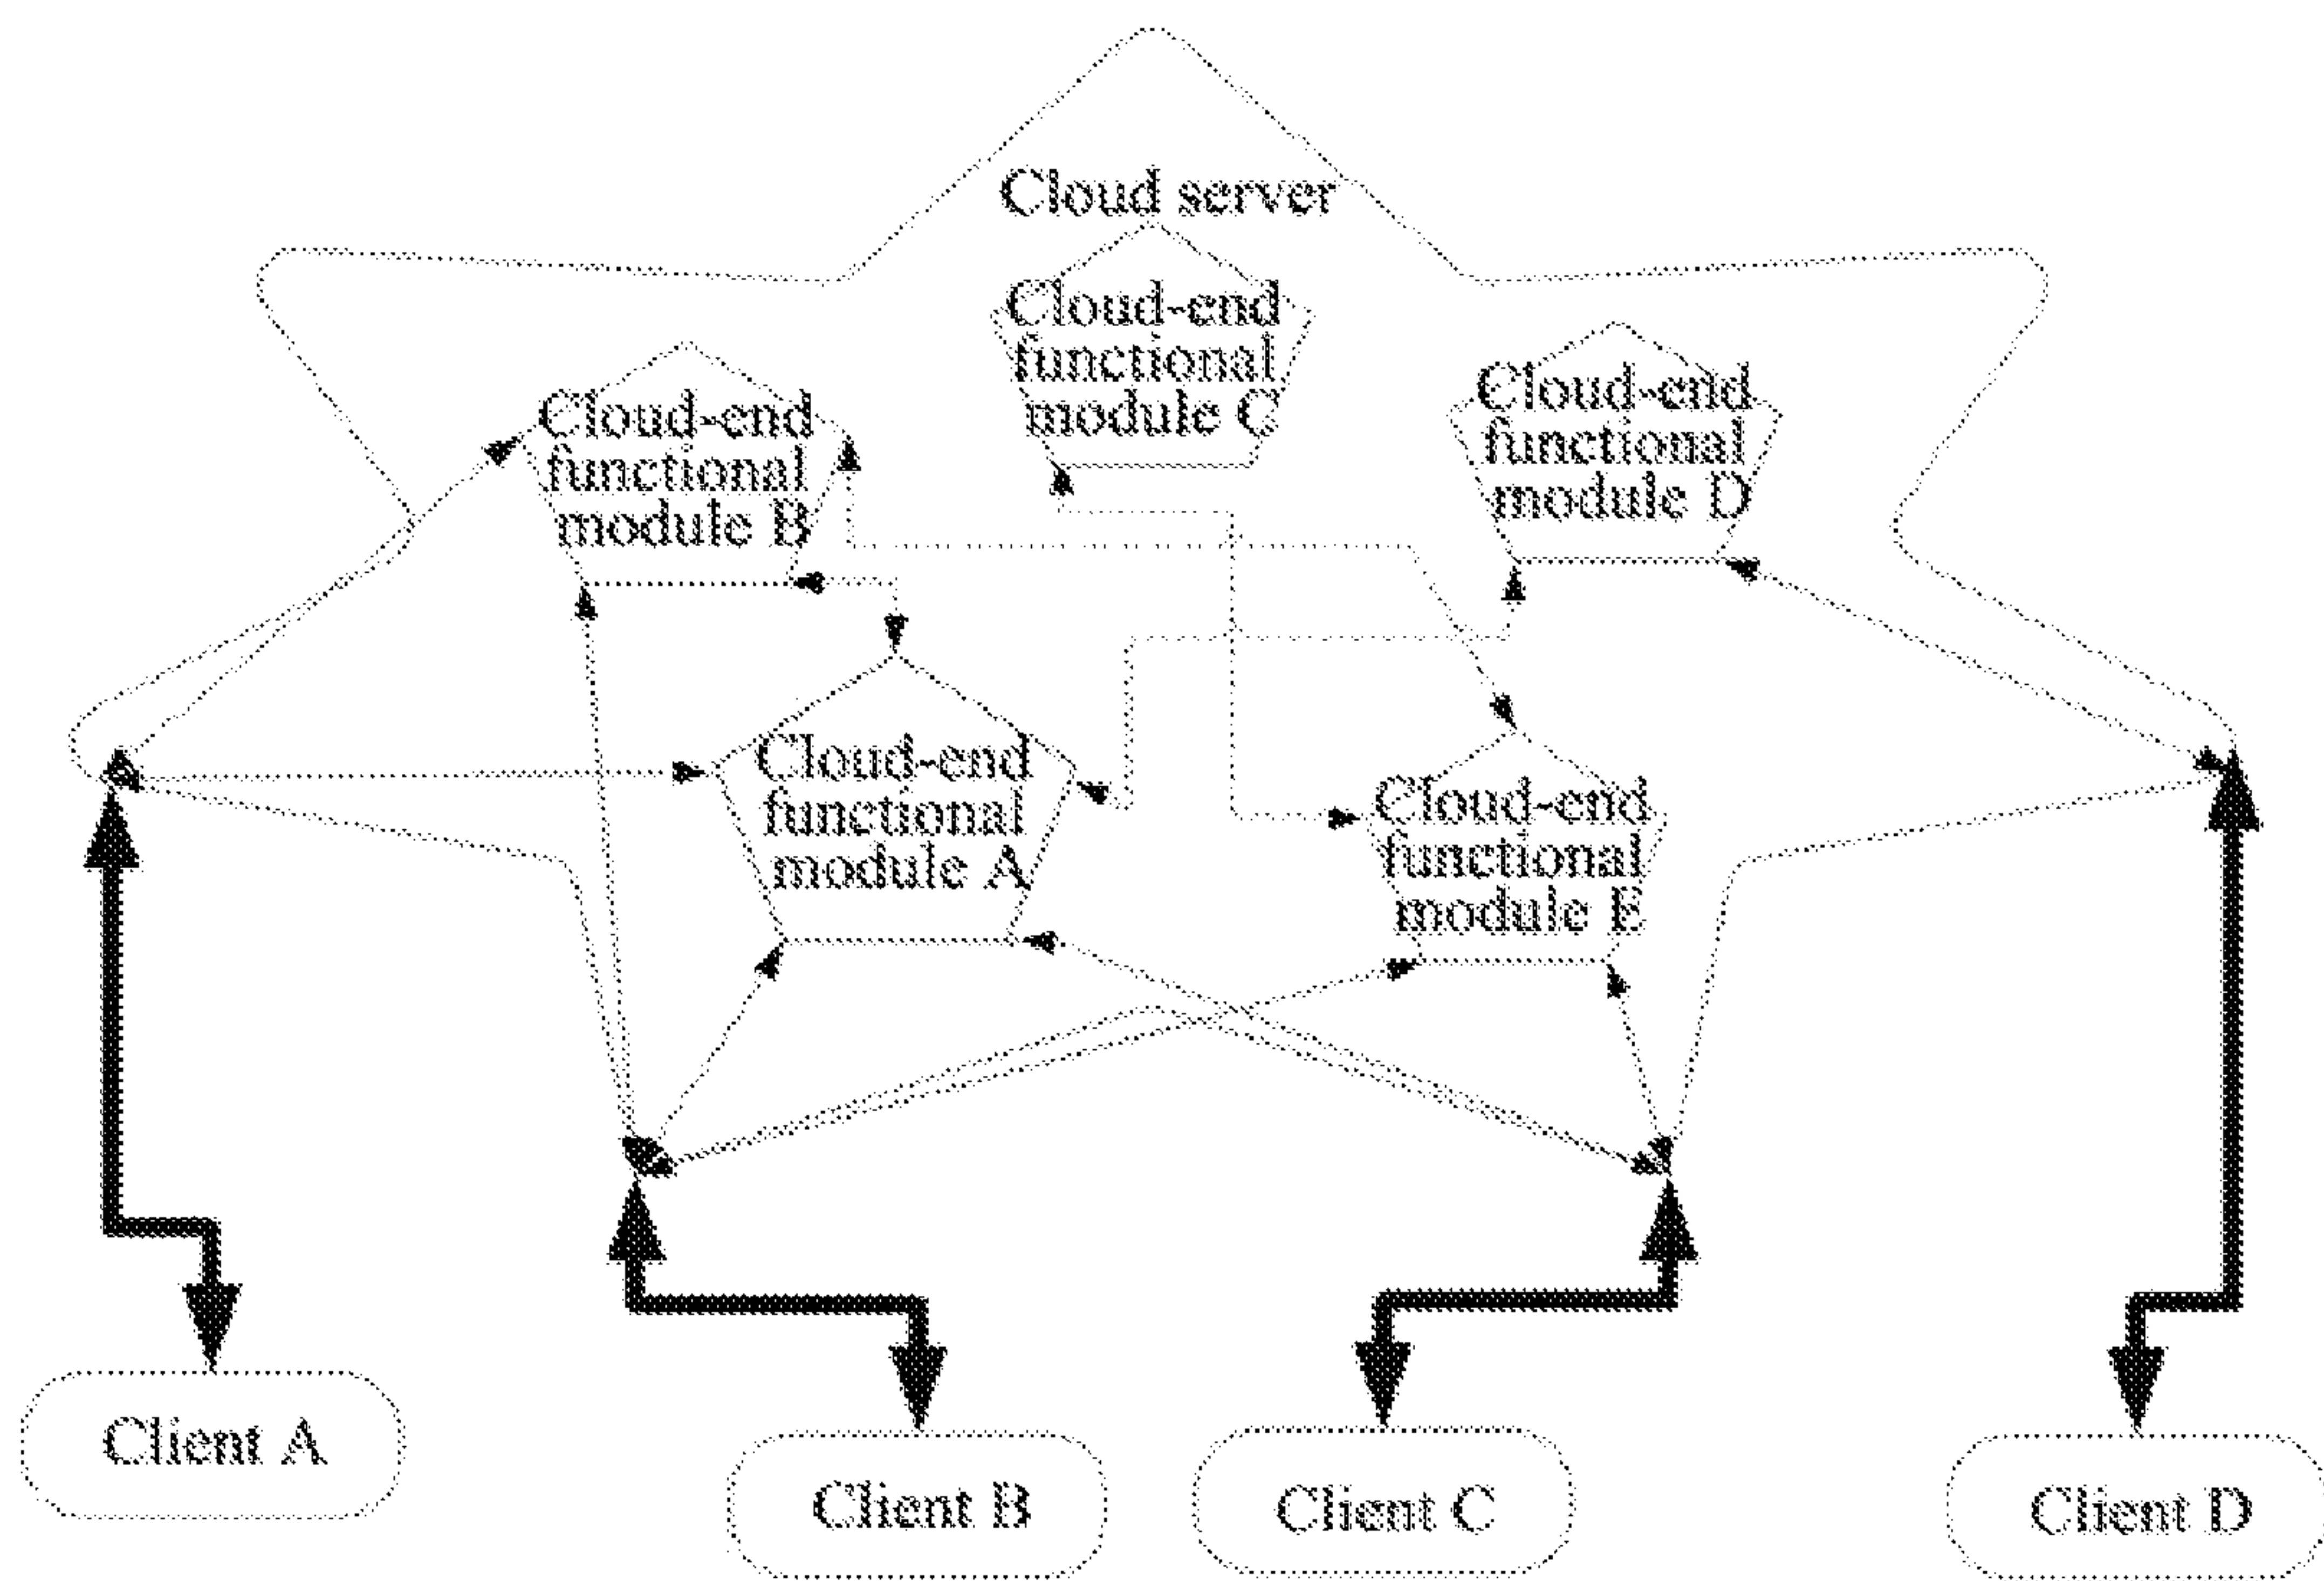 Cloud server
Cloud-end
functional
module C
Cloud-end
functional
module B
Cloud-end
functional
module D
Cloud-end
functional
module A
Cloud-end
functional
module E
Client A
Client B
Client C
Client D